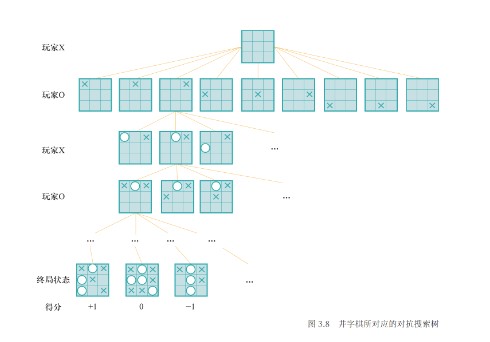 玩家X
玩家O
玩家X
...
玩家O
...
... ... ... ...
终局状态
...
得分 +1 0 −1
图 3.8 井字棋所对应的对抗搜索树